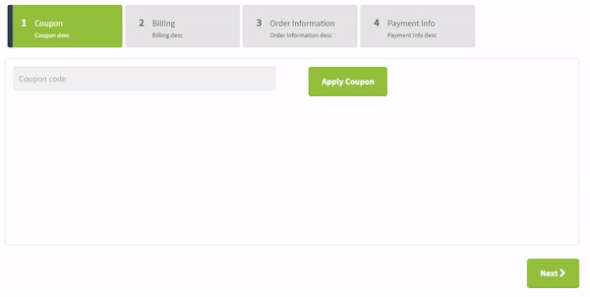 1 Coupon
Coupon desc
2 Billing
Billing desc
3 Order Information
Order Information desc
4 Payment Info
Payment Info desc
Coupon code
Apply Coupon
Next